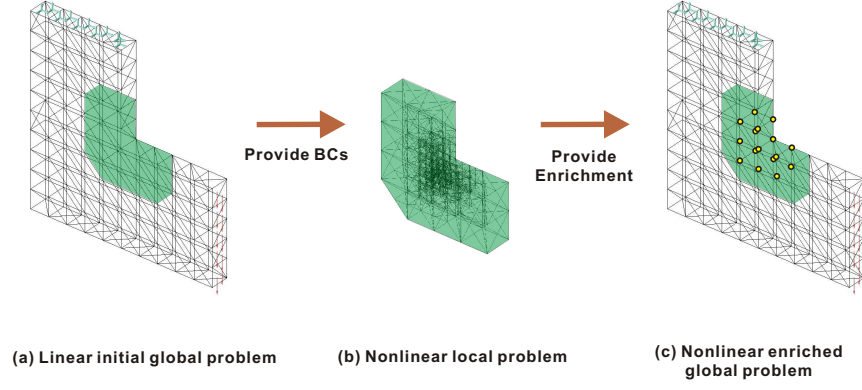 Provide BCs
Provide
Enrichment
(a) Linear initial global problem
(b) Nonlinear local problem
(c) Nonlinear enriched
global problem